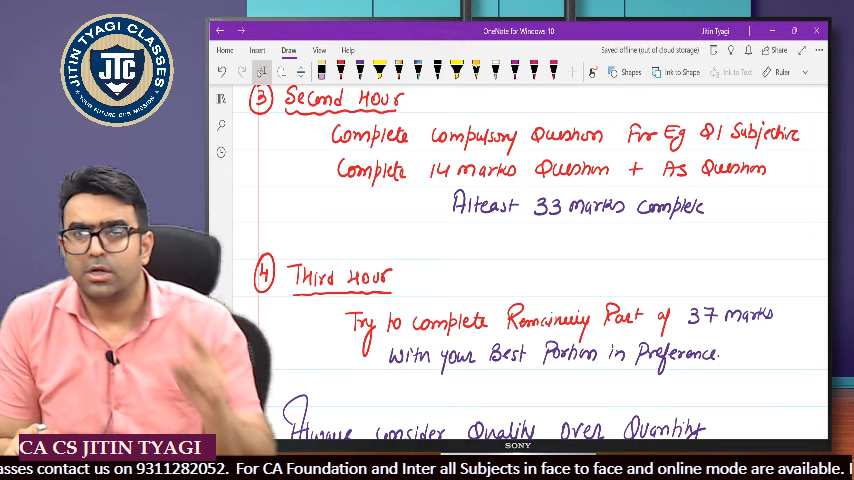 JITIN TYAGI CLASSES
JTC
YOUR FUTURE OUR MISSION
OneNote for Windows 10
Jitin Tyagi
Home Insert Draw View Help
Saved offline (out of cloud storage)
Share
Shapes
Ink to Shape
Ink to Text
Ruler
③ Second Hour
Complete Compulsory Question For Eg Q1 Subjective
Complete 14 marks Question + AS Question
Atleast 33 marks complete
④ Third Hour
Try to complete Remaining Part of 37 marks
With your Best Portion in Preference.
Always consider Quality over Quantity
SONY
CA CS JITIN TYAGI
asses contact us on 9311282052. For CA Foundation and Inter all Subjects in face to face and online mode are available.